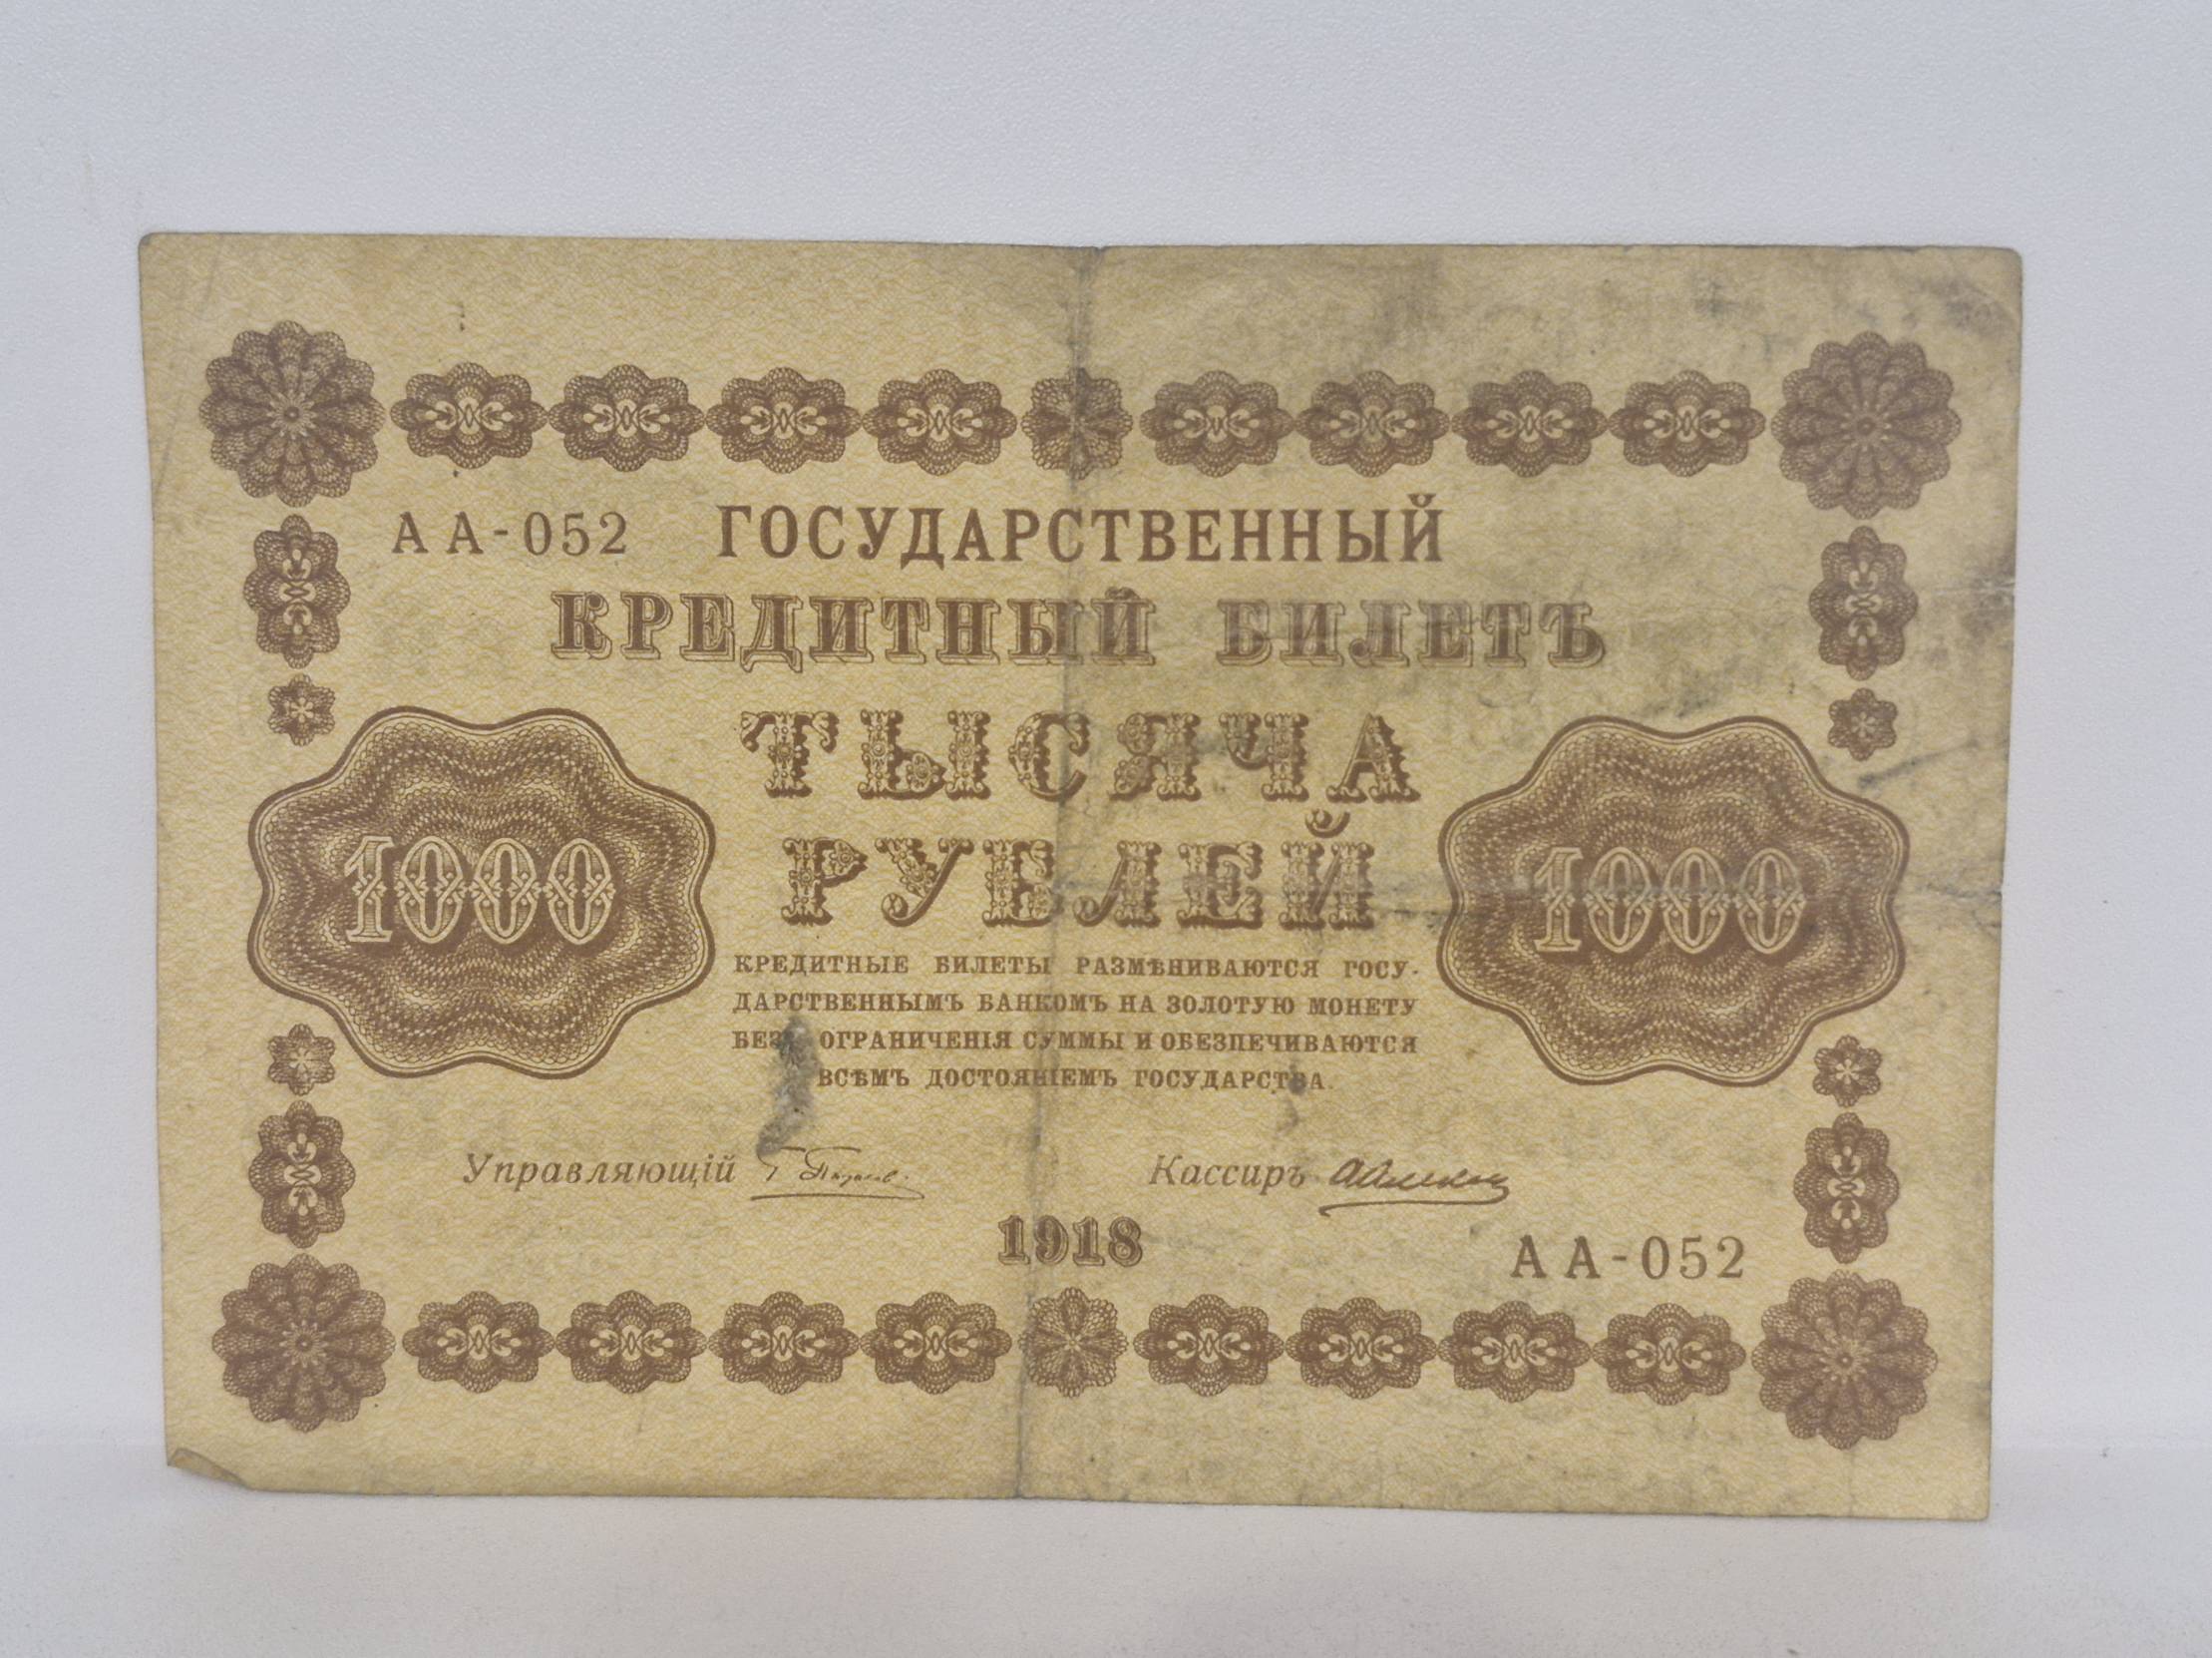 АА-052 ГОСУДАРСТВЕННЫЙ
КРЕДИТНЫЙ БИЛЕТЪ
ТЫСЯЧА
РУБЛЕЙ
1000
1000
КРЕДИТНЫЕ БИЛЕТЫ РАЗМѢНИВАЮТСЯ ГОСУ-
ДАРСТВЕННЫМЪ БАНКОМЪ НА ЗОЛОТУЮ МОНЕТУ
БЕЗЪ ОГРАНИЧЕНІЯ СУММЫ И ОБЕЗПЕЧИВАЮТСЯ
ВСѢМЪ ДОСТОЯНІЕМЪ ГОСУДАРСТВА.
Управляющій
Кассиръ
1918
АА-052